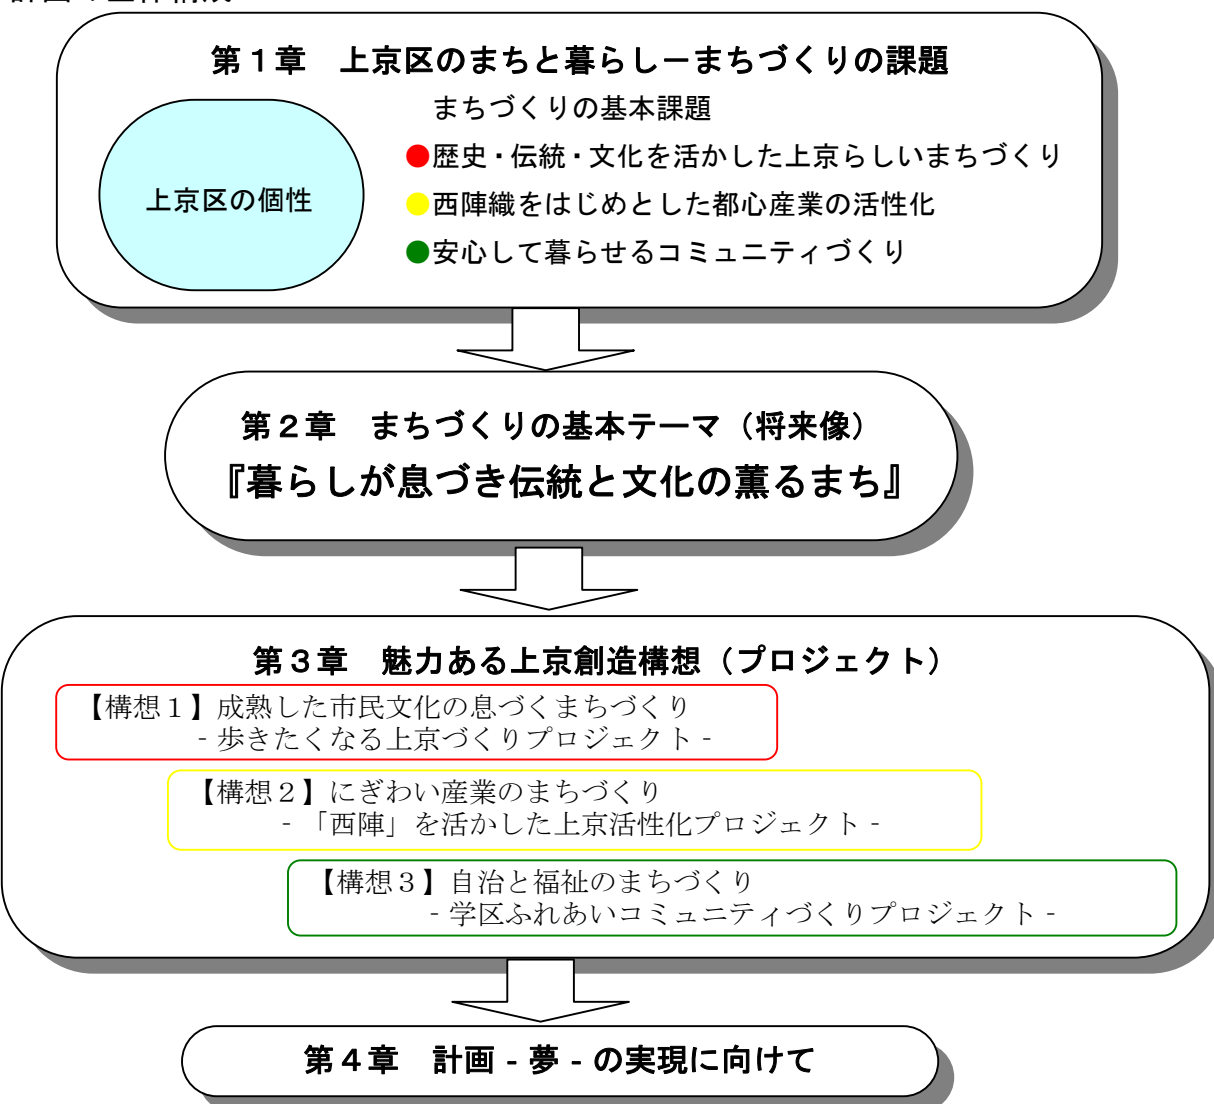 計画の全体構成
第１章　上京区のまちと暮らしーまちづくりの課題
まちづくりの基本課題
上京区の個性
●歴史・伝統・文化を活かした上京らしいまちづくり
●西陣織をはじめとした都心産業の活性化
●安心して暮らせるコミュニティづくり
第２章　まちづくりの基本テーマ（将来像）
『暮らしが息づき伝統と文化の薫るまち』
第３章　魅力ある上京創造構想（プロジェクト）
【構想１】成熟した市民文化の息づくまちづくり
- 歩きたくなる上京づくりプロジェクト -
【構想２】にぎわい産業のまちづくり
- 「西陣」を活かした上京活性化プロジェクト -
【構想３】自治と福祉のまちづくり
- 学区ふれあいコミュニティづくりプロジェクト -
第４章　計画 - 夢 - の実現に向けて